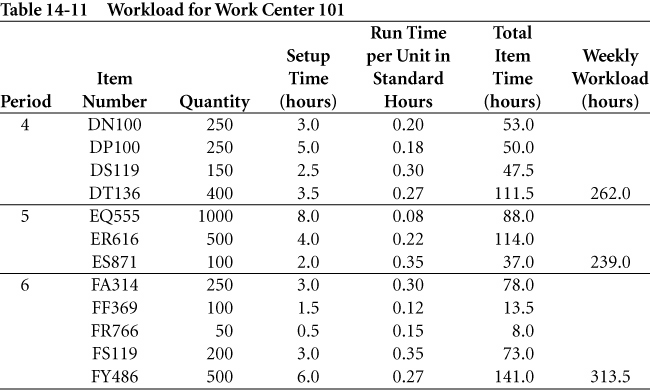 Table 14-11 Workload for Work Center 101
Period Item Number Quantity Setup Time (hours) Run Time per Unit in Standard Hours Total Item Time (hours) Weekly Workload (hours)
4 DN100 250 3.0 0.20 53.0
DP100 250 5.0 0.18 50.0
DS119 150 2.5 0.30 47.5
DT136 400 3.5 0.27 111.5 262.0
5 EQ555 1000 8.0 0.08 88.0
ER616 500 4.0 0.22 114.0
ES871 100 2.0 0.35 37.0 239.0
6 FA314 250 3.0 0.30 78.0
FF369 100 1.5 0.12 13.5
FR766 50 0.5 0.15 8.0
FS119 200 3.0 0.35 73.0
FY486 500 6.0 0.27 141.0 313.5